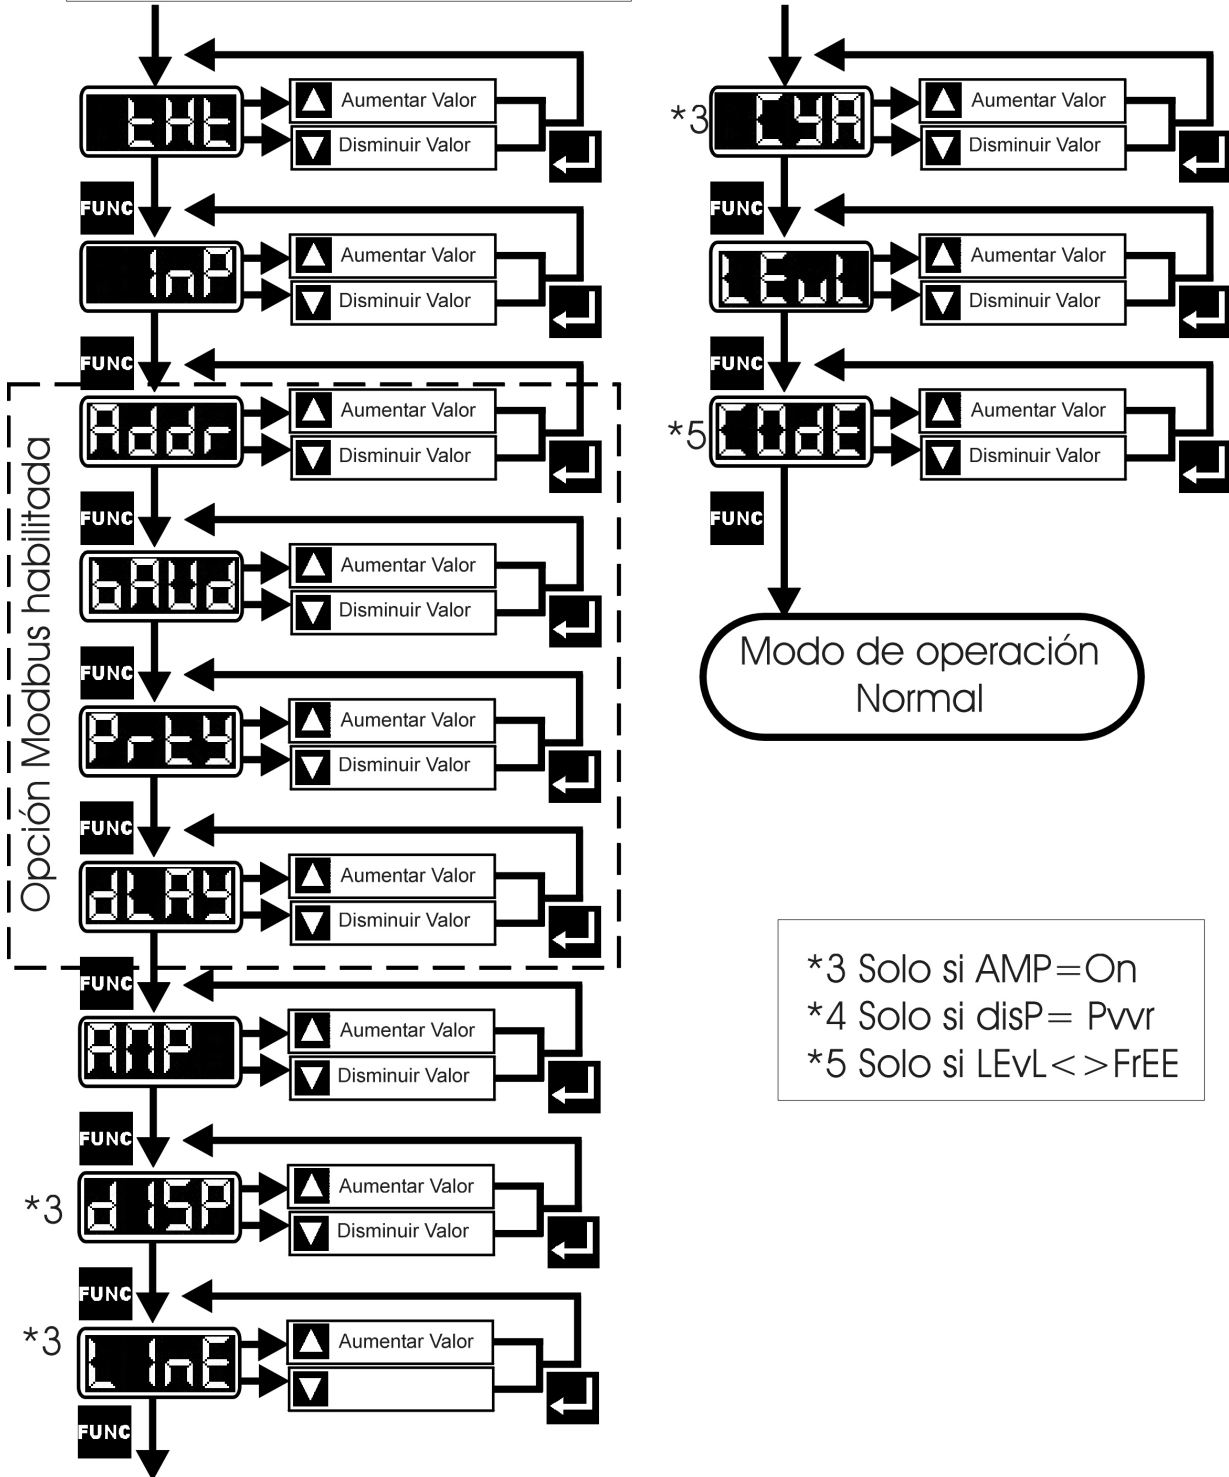 tHt
Aumentar Valor
Disminuir Valor
FUNC
InP
Aumentar Valor
Disminuir Valor
FUNC
Opción Modbus habilitada
Addr
Aumentar Valor
Disminuir Valor
FUNC
bAUd
Aumentar Valor
Disminuir Valor
FUNC
PrtY
Aumentar Valor
Disminuir Valor
FUNC
dLAY
Aumentar Valor
Disminuir Valor
FUNC
AMP
Aumentar Valor
Disminuir Valor
FUNC
*3
dISP
Aumentar Valor
Disminuir Valor
FUNC
*3
LInE
Aumentar Valor
FUNC
*3
CyA
Aumentar Valor
Disminuir Valor
FUNC
LEvL
Aumentar Valor
Disminuir Valor
FUNC
*5
COdE
Aumentar Valor
Disminuir Valor
FUNC
Modo de operación
Normal
*3 Solo si AMP=On
*4 Solo si disP= Pvvr
*5 Solo si LEvL<>FrEE